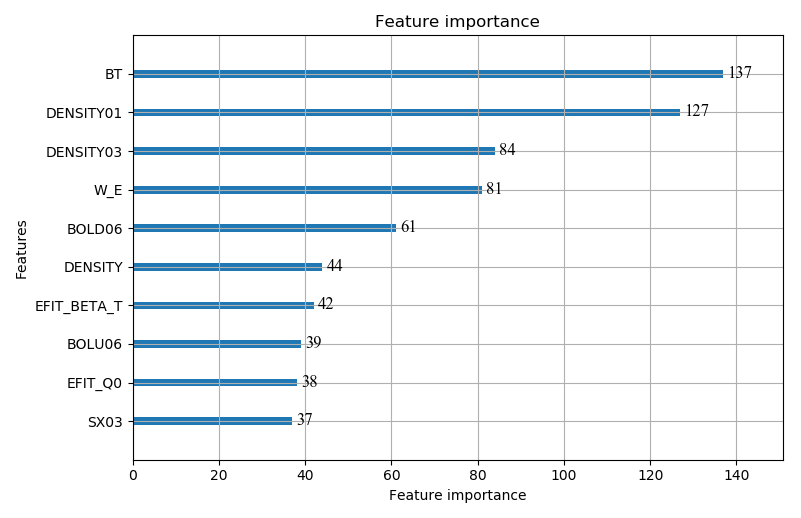 Feature importance
BT 137
DENSITY01 127
DENSITY03 84
W_E 81
BOLD06 61
DENSITY 44
EFIT_BETA_T 42
BOLU06 39
EFIT_Q0 38
SX03 37
Features
0 20 40 60 80 100 120 140
Feature importance